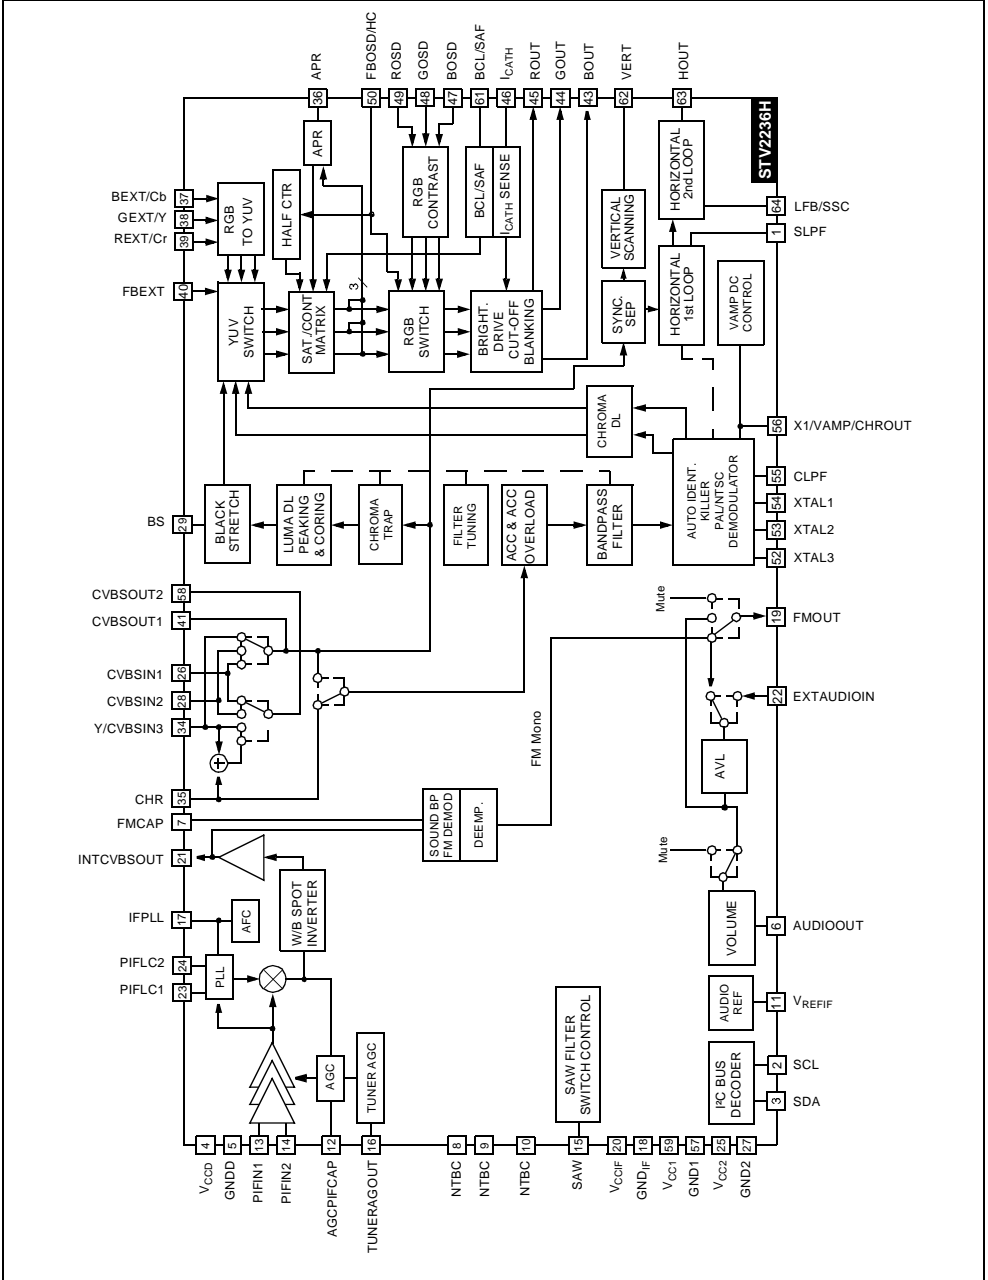 APR
FBOSD/HC
ROSD
GOSD
BOSD
BCL/SAF
ICATH
ROUT
GOUT
BOUT
VERT
HOUT
36
50
49
48
47
61
46
45
44
43
62
63
STV2236H
BEXT/Cb
37
GEXT/Y
38
REXT/Cr
39
FBEXT
40
RGB
TO YUV
HALF CTR
APR
RGB
CONTRAST
BCL/SAF
ICATH SENSE
VERTICAL
SCANNING
HORIZONTAL
2nd LOOP
64
LFB/SSC
1
SLPF
YUV
SWITCH
SAT./CONT
MATRIX
3
RGB
SWITCH
BRIGHT.
DRIVE
CUT-OFF
BLANKING
SYNC.
SEP
HORIZONTAL
1st LOOP
VAMP DC
CONTROL
CHROMA
DL
56
X1/VAMP/CHROUT
BS
29
BLACK
STRETCH
LUMA DL
PEAKING
& CORING
CHROMA
TRAP
FILTER
TUNING
ACC & ACC
OVERLOAD
BANDPASS
FILTER
AUTO IDENT.
KILLER
PAL/NTSC
DEMODULATOR
55
CLPF
54
XTAL1
53
XTAL2
52
XTAL3
CVBSOUT2
58
CVBSOUT1
41
CVBSIN1
26
CVBSIN2
28
Y/CVBSIN3
34
CHR
35
Mute
19
FMOUT
22
EXTAUDIOIN
AVL
FM Mono
FMCAP
7
INTCVBSOUT
21
SOUND BP
FM DEMOD
DEEMP.
Mute
W/B SPOT
INVERTER
IFPLL
17
AFC
PIFLC2
24
PIFLC1
23
PLL
VOLUME
6
AUDIOOUT
AUDIO
REF
11
VREFIF
AGC
TUNER AGC
SAW FILTER
SWITCH CONTROL
I²C BUS
DECODER
2
SCL
3
SDA
4
5
13
14
12
16
8
9
10
15
20
18
59
57
25
27
VCCD
GNDD
PIFIN1
PIFIN2
AGCPIFCAP
TUNERAGOUT
NTBC
NTBC
NTBC
SAW
VCCIF
GNDIF
VCC1
GND1
VCC2
GND2